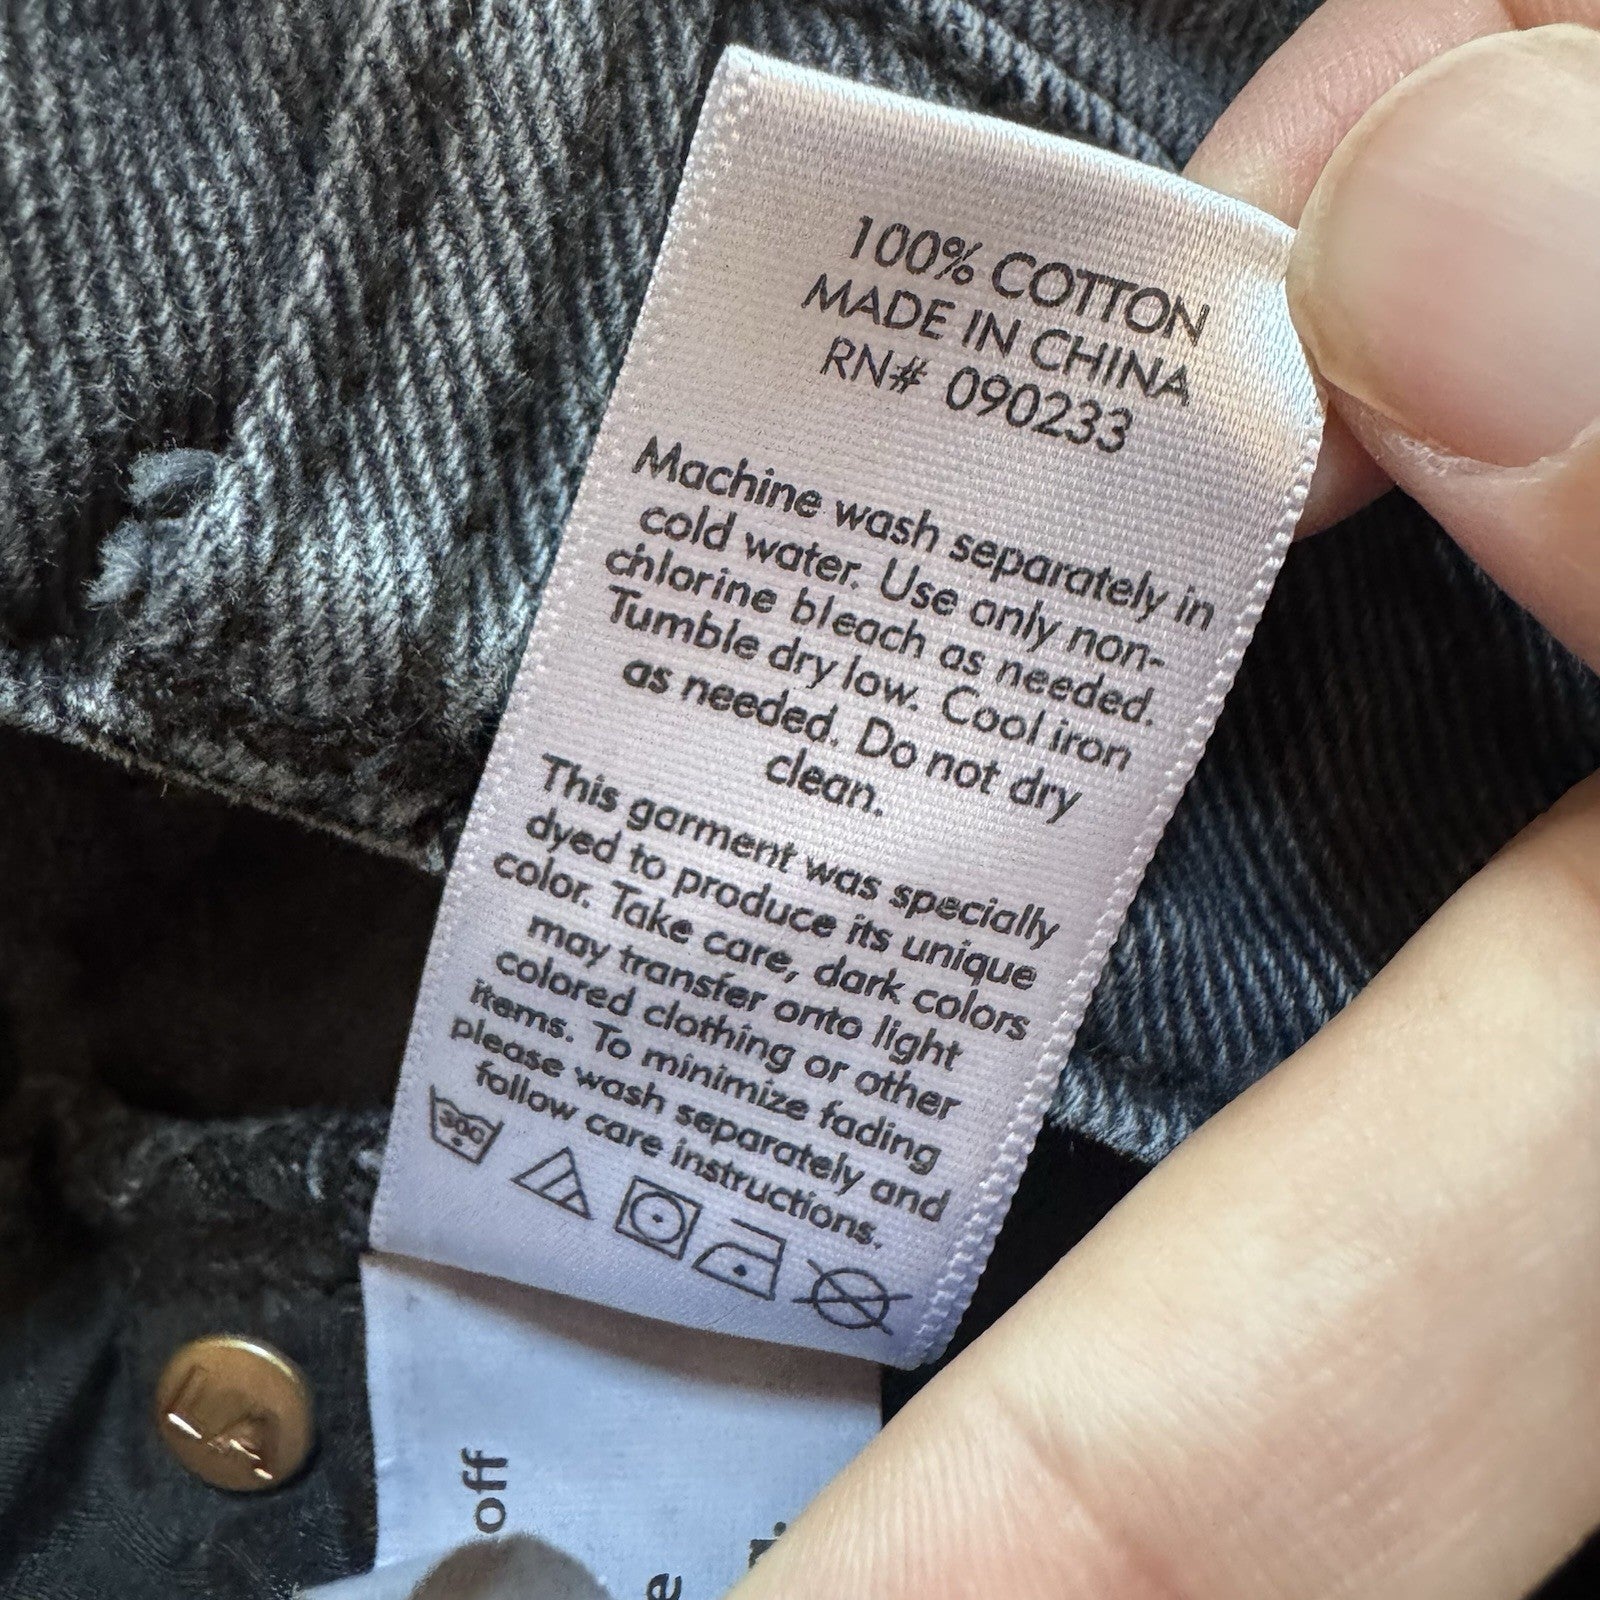 100% COTTON
MADE IN CHINA
RN# 090233
Machine wash separately in
cold water. Use only non-
chlorine bleach as needed.
Tumble dry low. Cool iron
as needed. Do not dry
clean.
This garment was specially
dyed to produce its unique
color. Take care, dark colors
may transfer onto light
colored clothing or other
items. To minimize fading
please wash separately and
follow care instructions.
30C
off